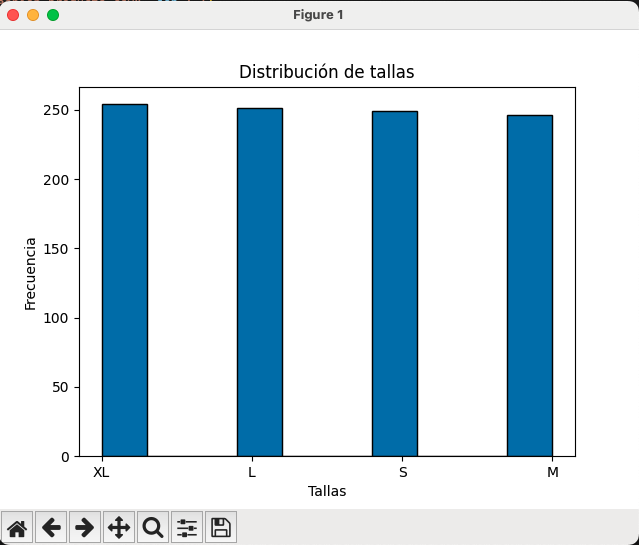 Figure 1
Distribución de tallas
250
200
150
100
50
0
Frecuencia
XL L S M
Tallas